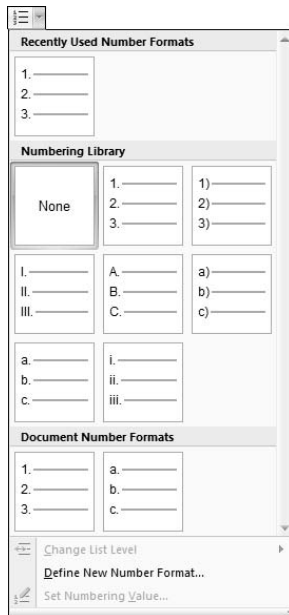 Recently Used Number Formats
1.
2.
3.
Numbering Library
None
1.
2.
3.
1)
2)
3)
I.
II.
III.
A.
B.
C.
a)
b)
c)
a.
b.
c.
i.
ii.
iii.
Document Number Formats
1.
2.
3.
a.
b.
c.
Change List Level
Define New Number Format...
Set Numbering Value...